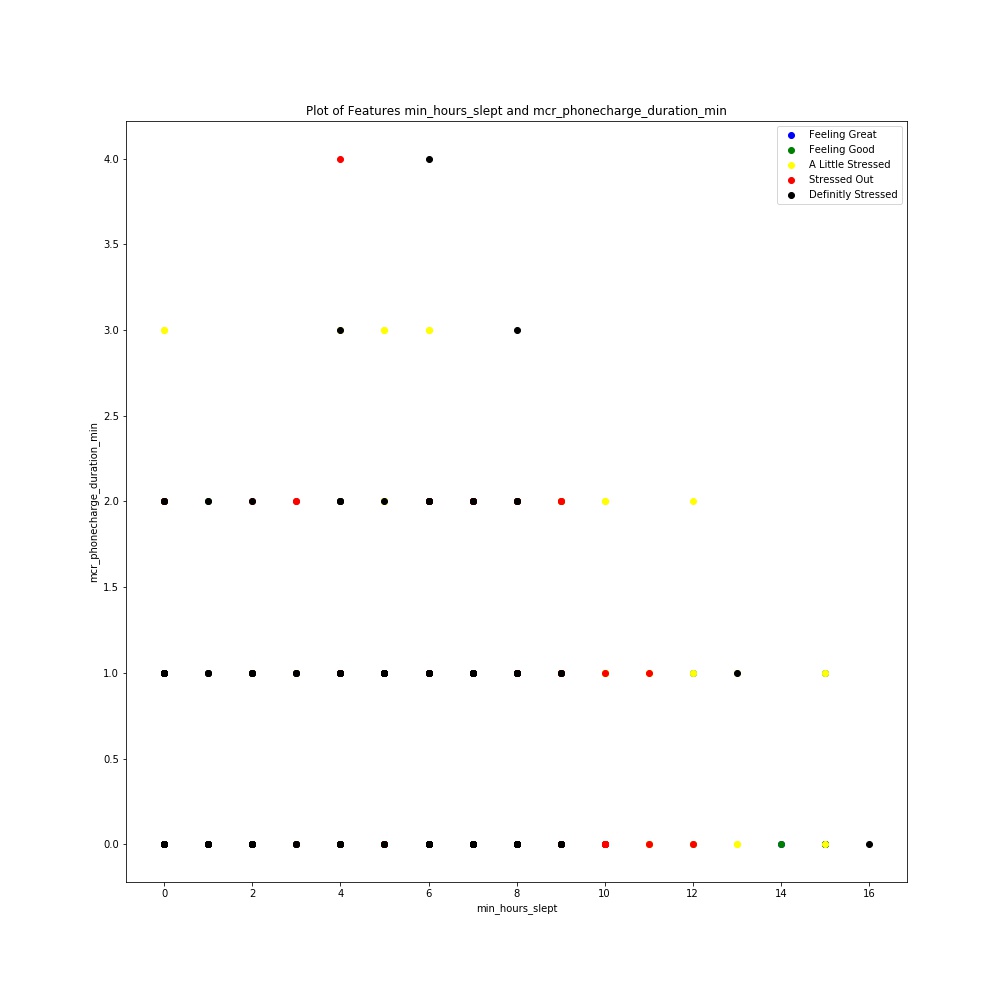 Plot of Features min_hours_slept and mcr_phonecharge_duration_min
Feeling Great
Feeling Good
A Little Stressed
Stressed Out
Definitly Stressed
4.0
3.5
3.0
2.5
2.0
1.5
1.0
0.5
0.0
mcr_phonecharge_duration_min
0 2 4 6 8 10 12 14 16
min_hours_slept